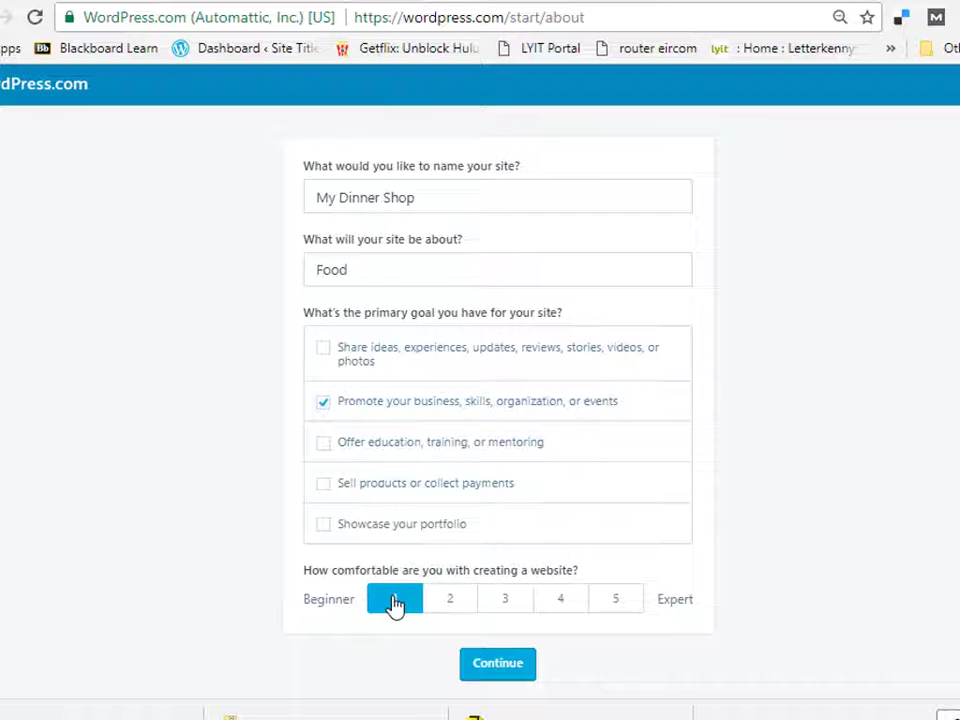 WordPress.com (Automattic, Inc.) [US] https://wordpress.com/start/about
pps Bb Blackboard Learn Dashboard ‹ Site Title Getflix: Unblock Hulu LYIT Portal router eircom lyit : Home : Letterkenny » Oth
dPress.com
What would you like to name your site?
My Dinner Shop
What will your site be about?
Food
What's the primary goal you have for your site?
Share ideas, experiences, updates, reviews, stories, videos, or
photos
Promote your business, skills, organization, or events
Offer education, training, or mentoring
Sell products or collect payments
Showcase your portfolio
How comfortable are you with creating a website?
Beginner 1 2 3 4 5 Expert
Continue